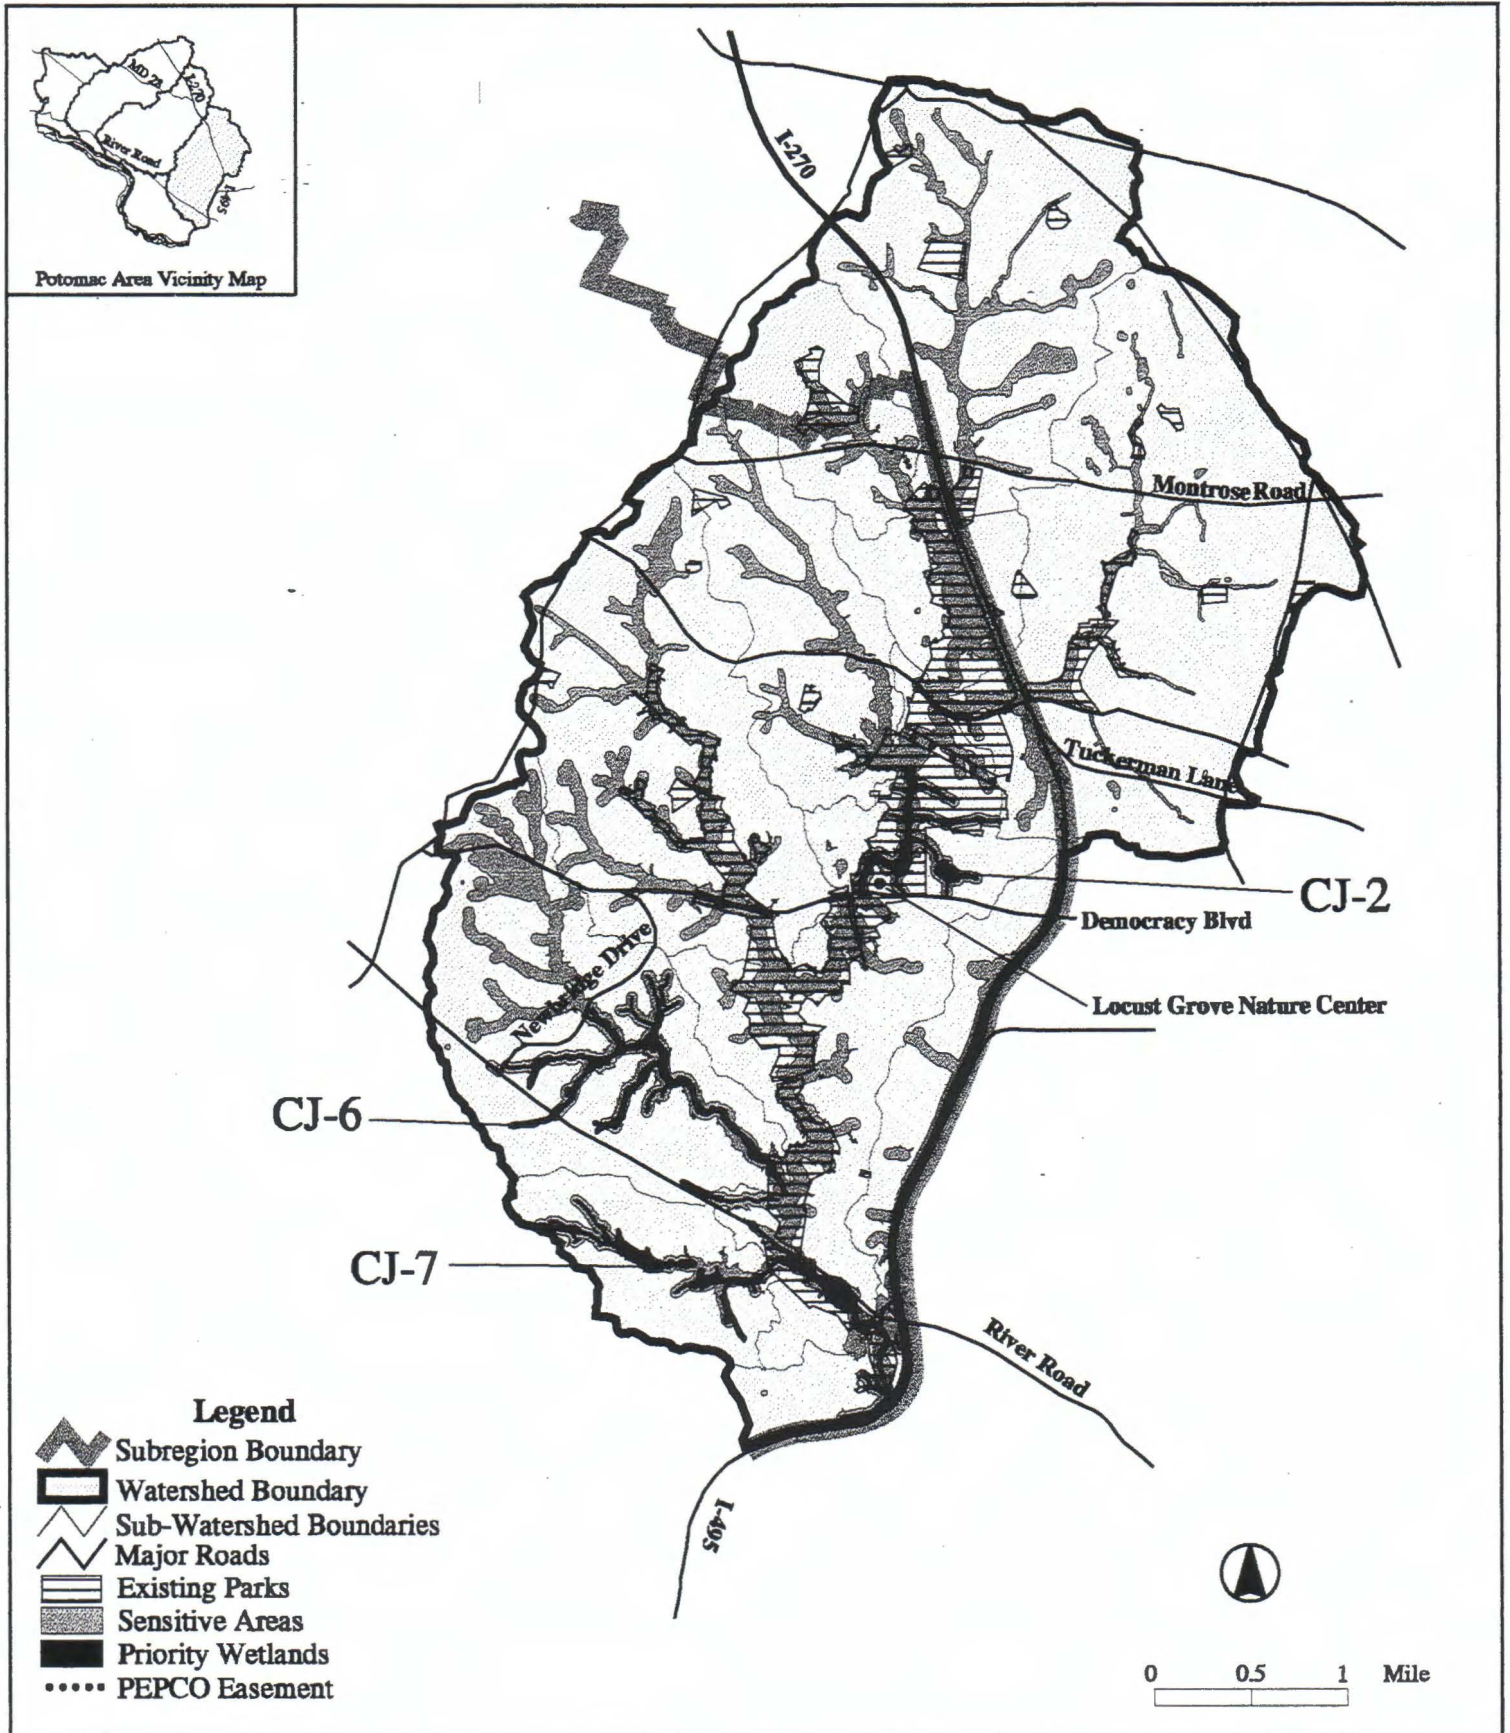 MD 28
I-270
River Road
I-495
Potomac Area Vicinity Map
I-270
Montrose Road
Tuckerman Lane
CJ-2
Democracy Blvd
Newbridge Drive
Locust Grove Nature Center
CJ-6
CJ-7
River Road
I-495
Legend
Subregion Boundary
Watershed Boundary
Sub-Watershed Boundaries
Major Roads
Existing Parks
Sensitive Areas
Priority Wetlands
PEPCO Easement
0 0.5 1 Mile